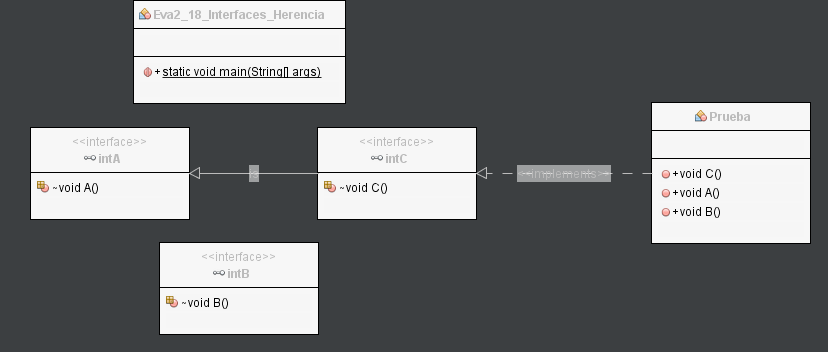 Eva2_18_Interfaces_Herencia
+ static void main(String[] args)
<<interface>>
intA
~void A()
<<interface>>
intC
~void C()
<<implements>>
Prueba
+void C()
+void A()
+void B()
<<interface>>
intB
~void B()